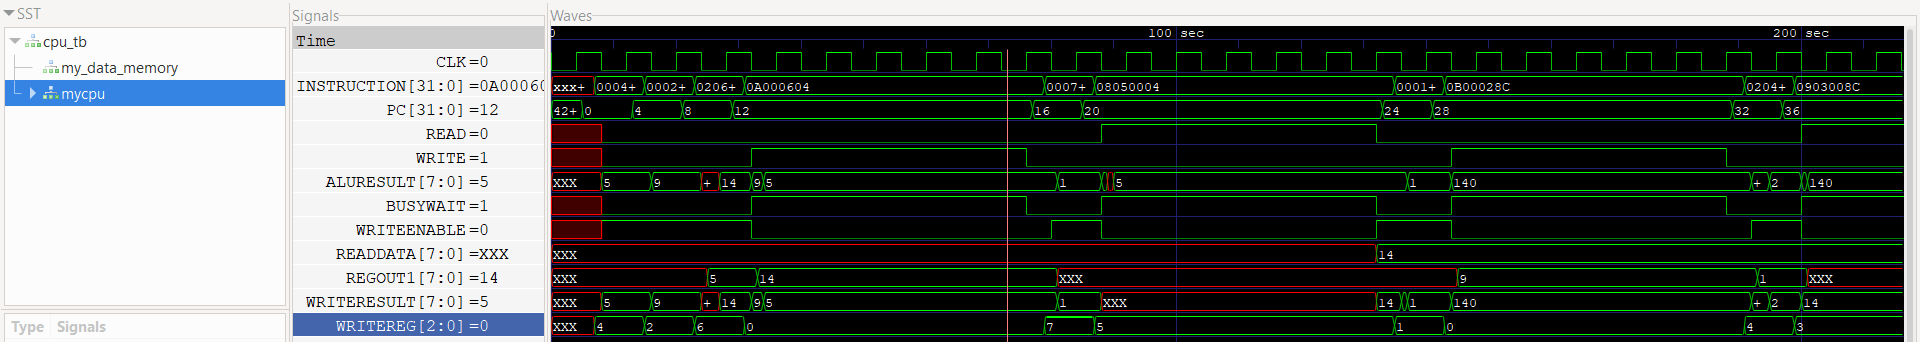 SST
cpu_tb
my_data_memory
mycpu
Type Signals
Signals
Time
CLK=0
INSTRUCTION[31:0]=0A00060
PC[31:0]=12
READ=0
WRITE=1
ALURESULT[7:0]=5
BUSYWAIT=1
WRITEENABLE=0
READDATA[7:0]=XXX
REGOUT1[7:0]=14
WRITERESULT[7:0]=5
WRITEREG[2:0]=0
Waves
0 100 sec 200 sec
xxx+ 0004+ 0002+ 0206+ 0A000604 0007+ 08050004 0001+ 0B00028C 0204+ 0903008C
42+ 0 4 8 12 16 20 24 28 32 36
XXX 5 9 + 14 9 5 1 5 1 140 + 2 140
XXX 14
XXX 5 14 XXX 9 1 XXX
XXX 5 9 + 14 9 5 1 XXX 14 1 140 + 2 14
XXX 4 2 6 0 7 5 1 0 4 3